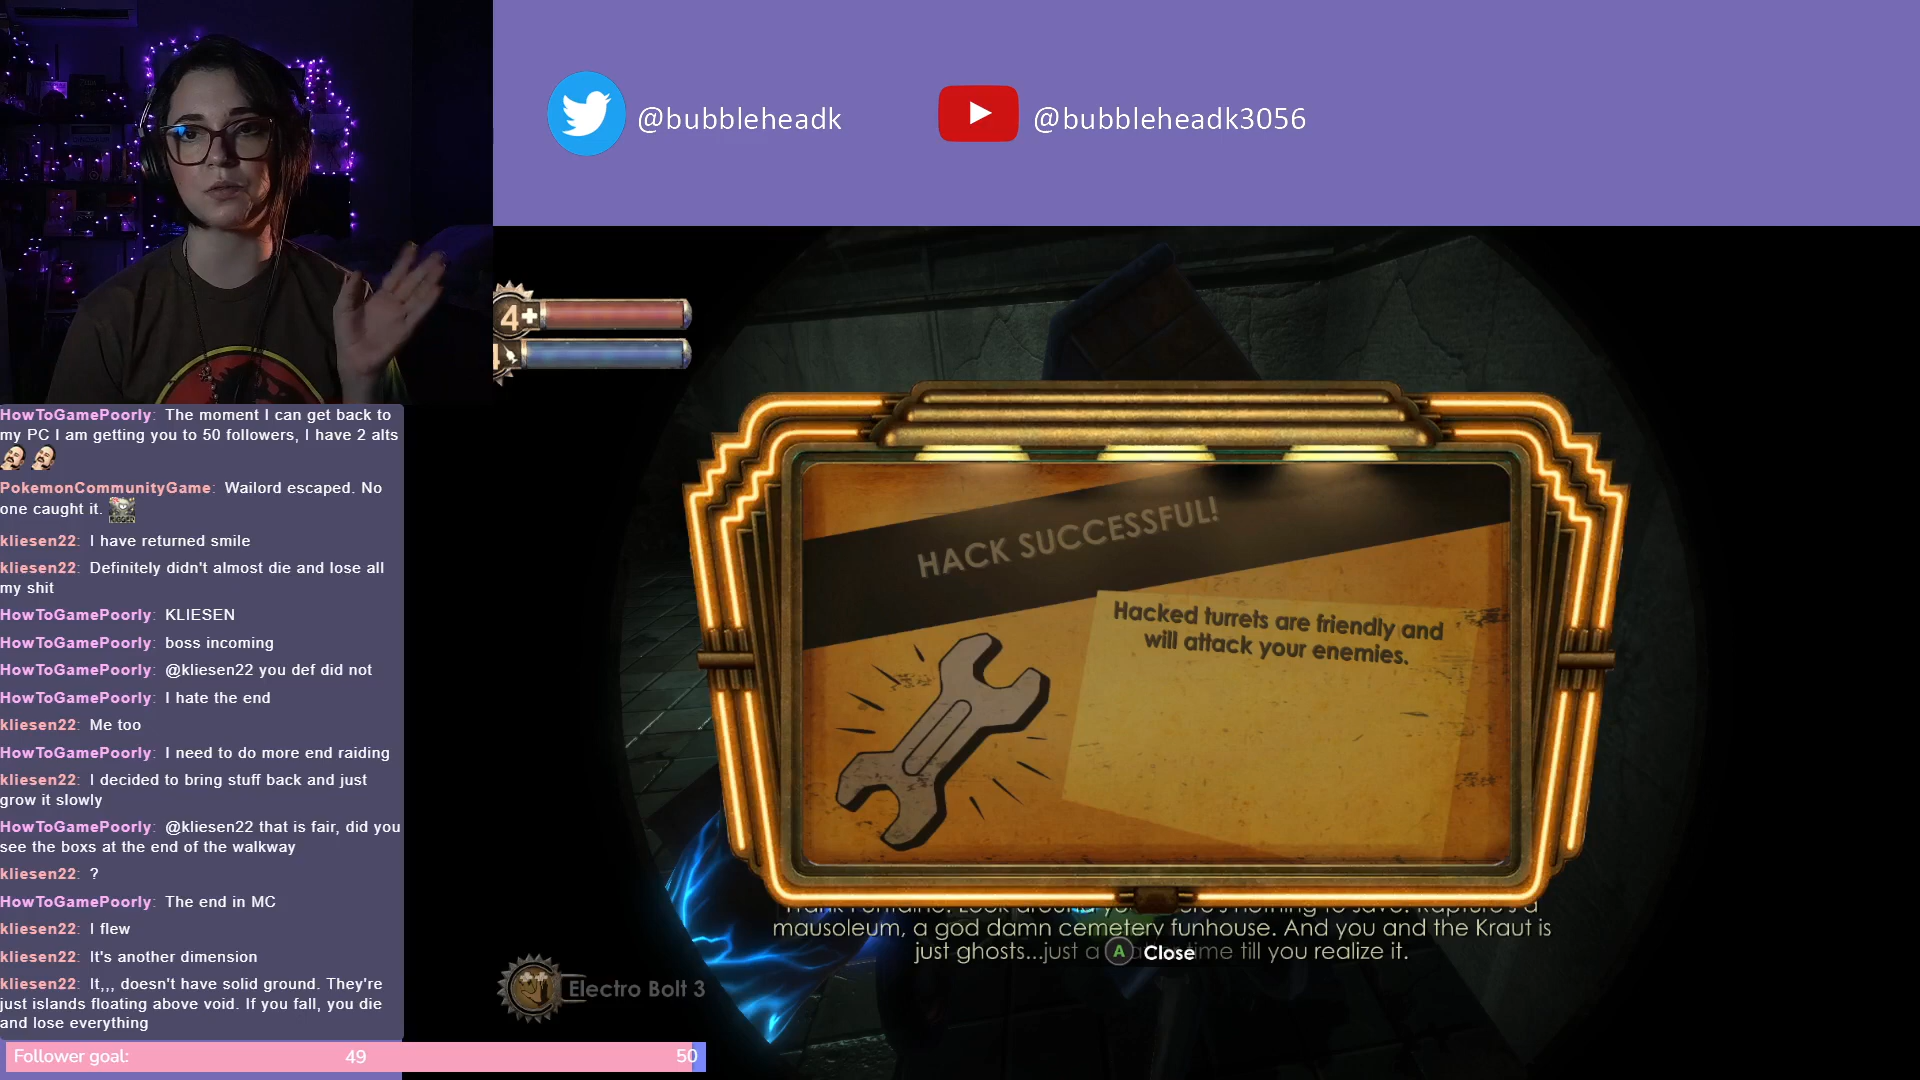 @bubbleheadk
@bubbleheadk3056
4
HowToGamePoorly: The moment I can get back to
my PC I am getting you to 50 followers, I have 2 alts
PokemonCommunityGame: Wailord escaped. No
one caught it.
kliesen22: I have returned smile
kliesen22: Definitely didn't almost die and lose all
my shit
HowToGamePoorly: KLIESEN
HowToGamePoorly: boss incoming
HowToGamePoorly: @kliesen22 you def did not
HowToGamePoorly: I hate the end
kliesen22: Me too
HowToGamePoorly: I need to do more end raiding
kliesen22: I decided to bring stuff back and just
grow it slowly
HowToGamePoorly: @kliesen22 that is fair, did you
see the boxs at the end of the walkway
kliesen22: ?
HowToGamePoorly: The end in MC
kliesen22: I flew
kliesen22: It's another dimension
kliesen22: It,,, doesn't have solid ground. They're
just islands floating above void. If you fall, you die
and lose everything
Follower goal: 49 50
HACK SUCCESSFUL!
Hacked turrets are friendly and
will attack your enemies.
mausoleum, a god damn cemetery funhouse. And you and the Kraut is
just ghosts...just a time till you realize it.
A Close
Electro Bolt 3